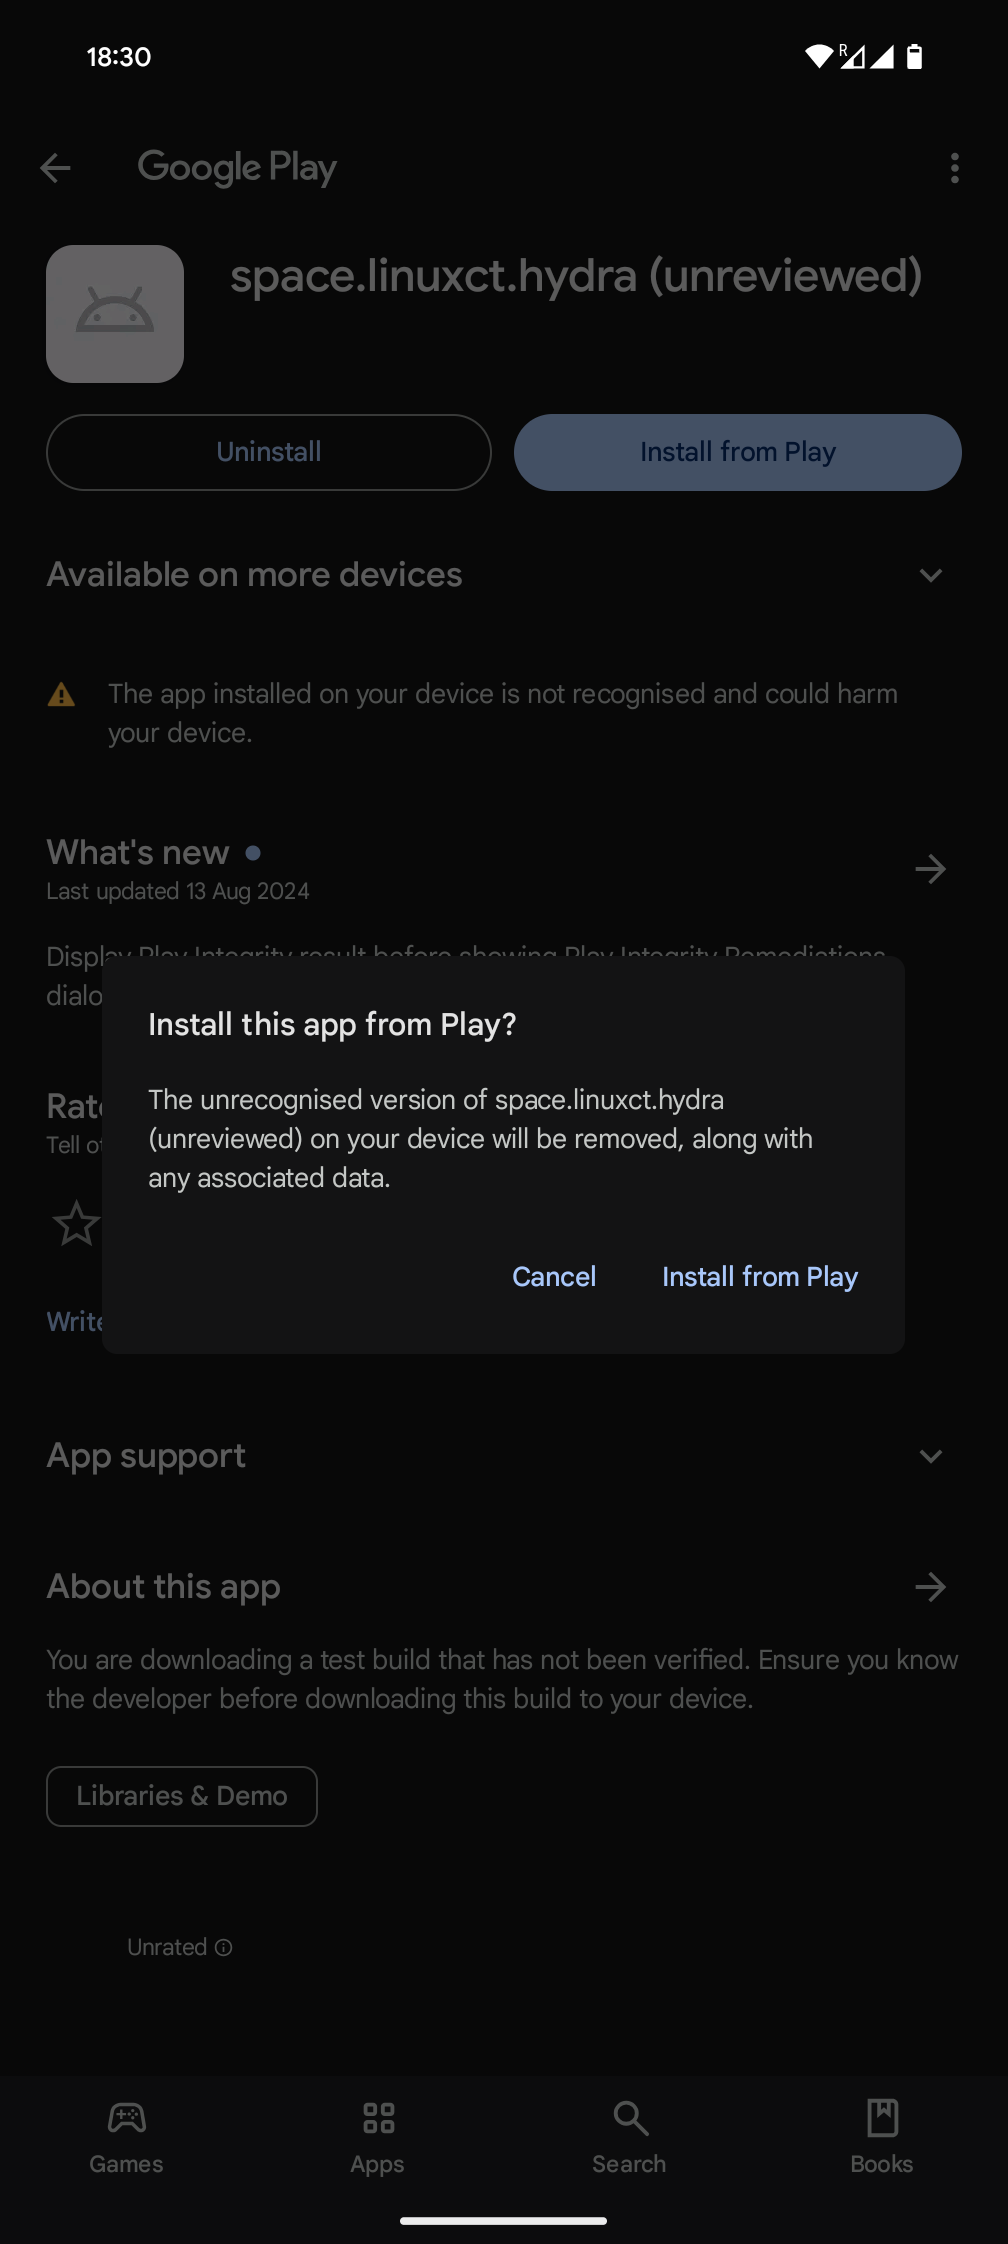 18:30
R
Google Play
space.linuxct.hydra (unreviewed)
Uninstall
Install from Play
Available on more devices
The app installed on your device is not recognised and could harm
your device.
What's new
Last updated 13 Aug 2024
Display Play Integrity result before showing Play Integrity Remediations
dialo
Install this app from Play?
The unrecognised version of space.linuxct.hydra
(unreviewed) on your device will be removed, along with
any associated data.
Cancel
Install from Play
Rate
Tell ot
Write
App support
About this app
You are downloading a test build that has not been verified. Ensure you know
the developer before downloading this build to your device.
Libraries & Demo
Unrated
Games
Apps
Search
Books